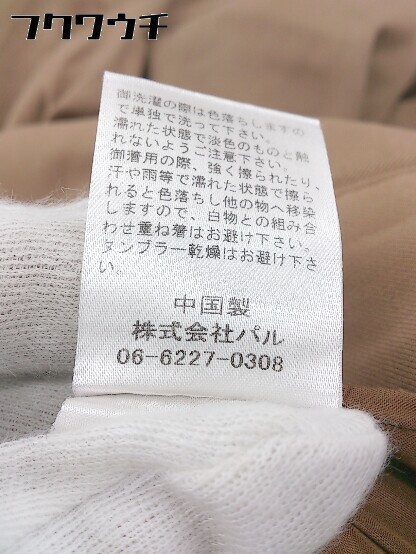 フクワウチ
御洗濯の際は色落ちしますの
で単独で洗って下さい。
濡れた状態で淡色のものと触
れないようご注意下さい。
御着用の際、強く擦られたり、
汗や雨等で濡れた状態で擦ら
れると色落ちし他の物へ移染
しますので、白物との組み合
わせ重ね着はお避け下さい。
タンブラー乾燥はお避け下さ
い。
中国製
株式会社パル
06-6227-0308